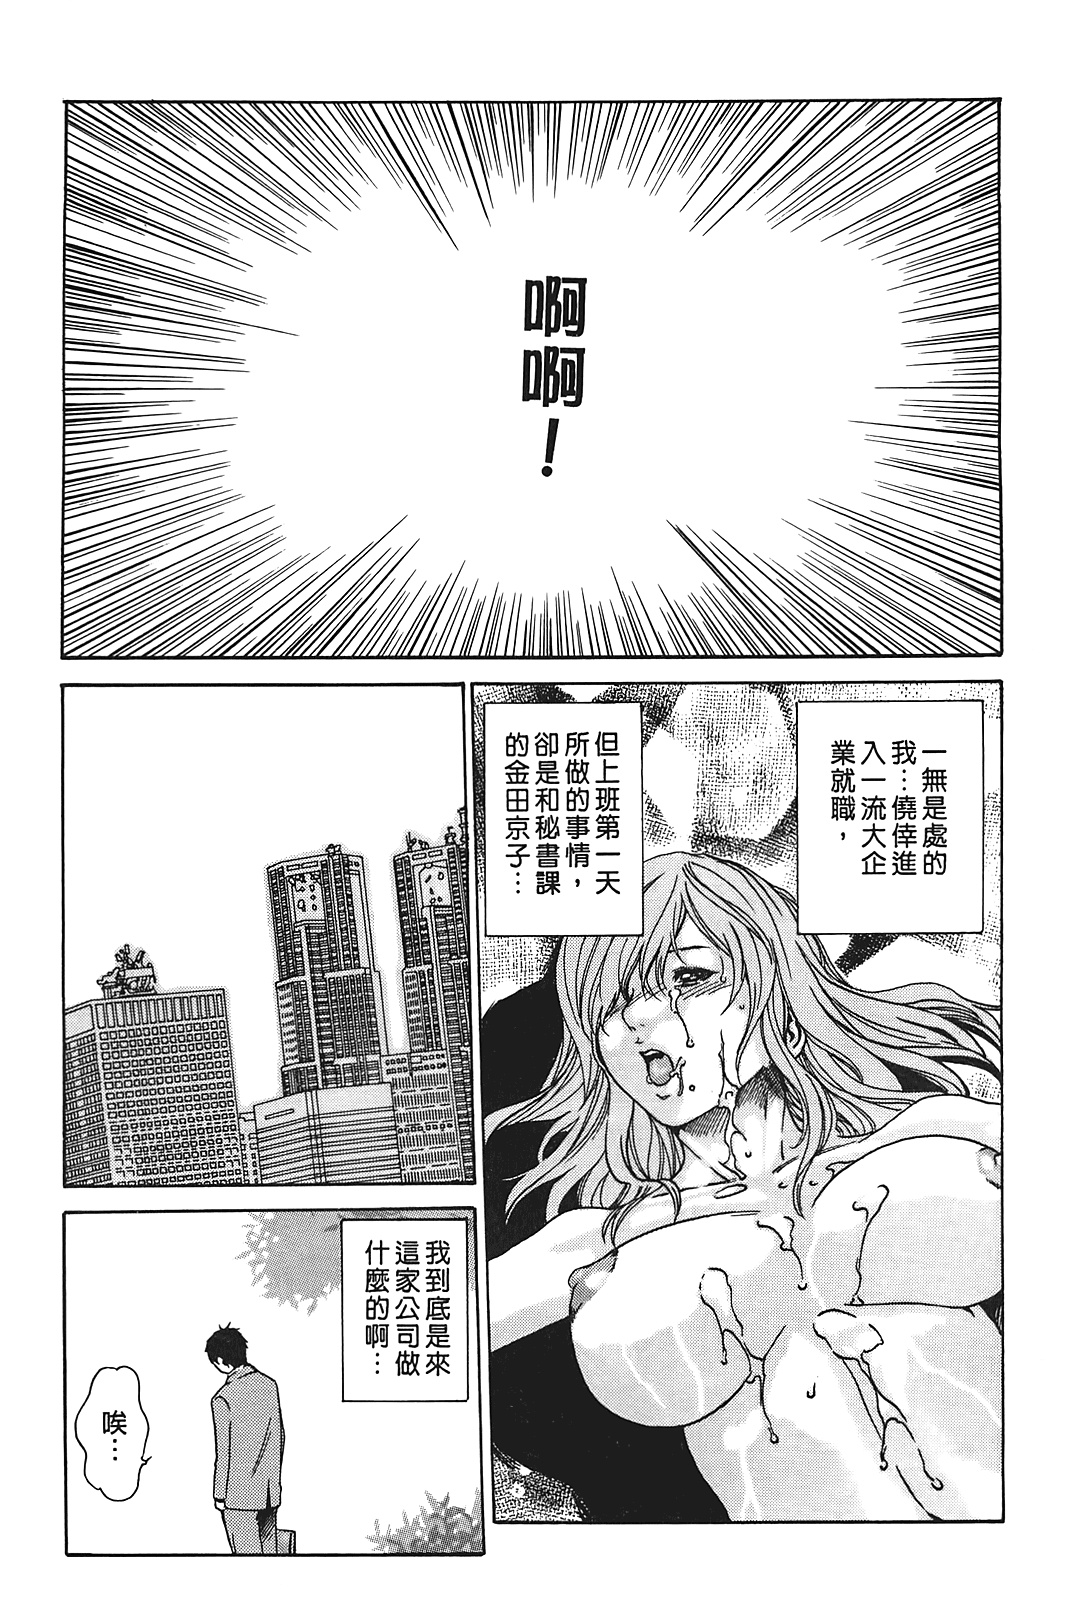 啊啊！
一無是處的
我…僥倖進
入一流大企
業就職，
但上班第一天
所做的事情，
卻是和秘書課
的金田京子…
我到底是來
這家公司做
什麼的啊…
唉…